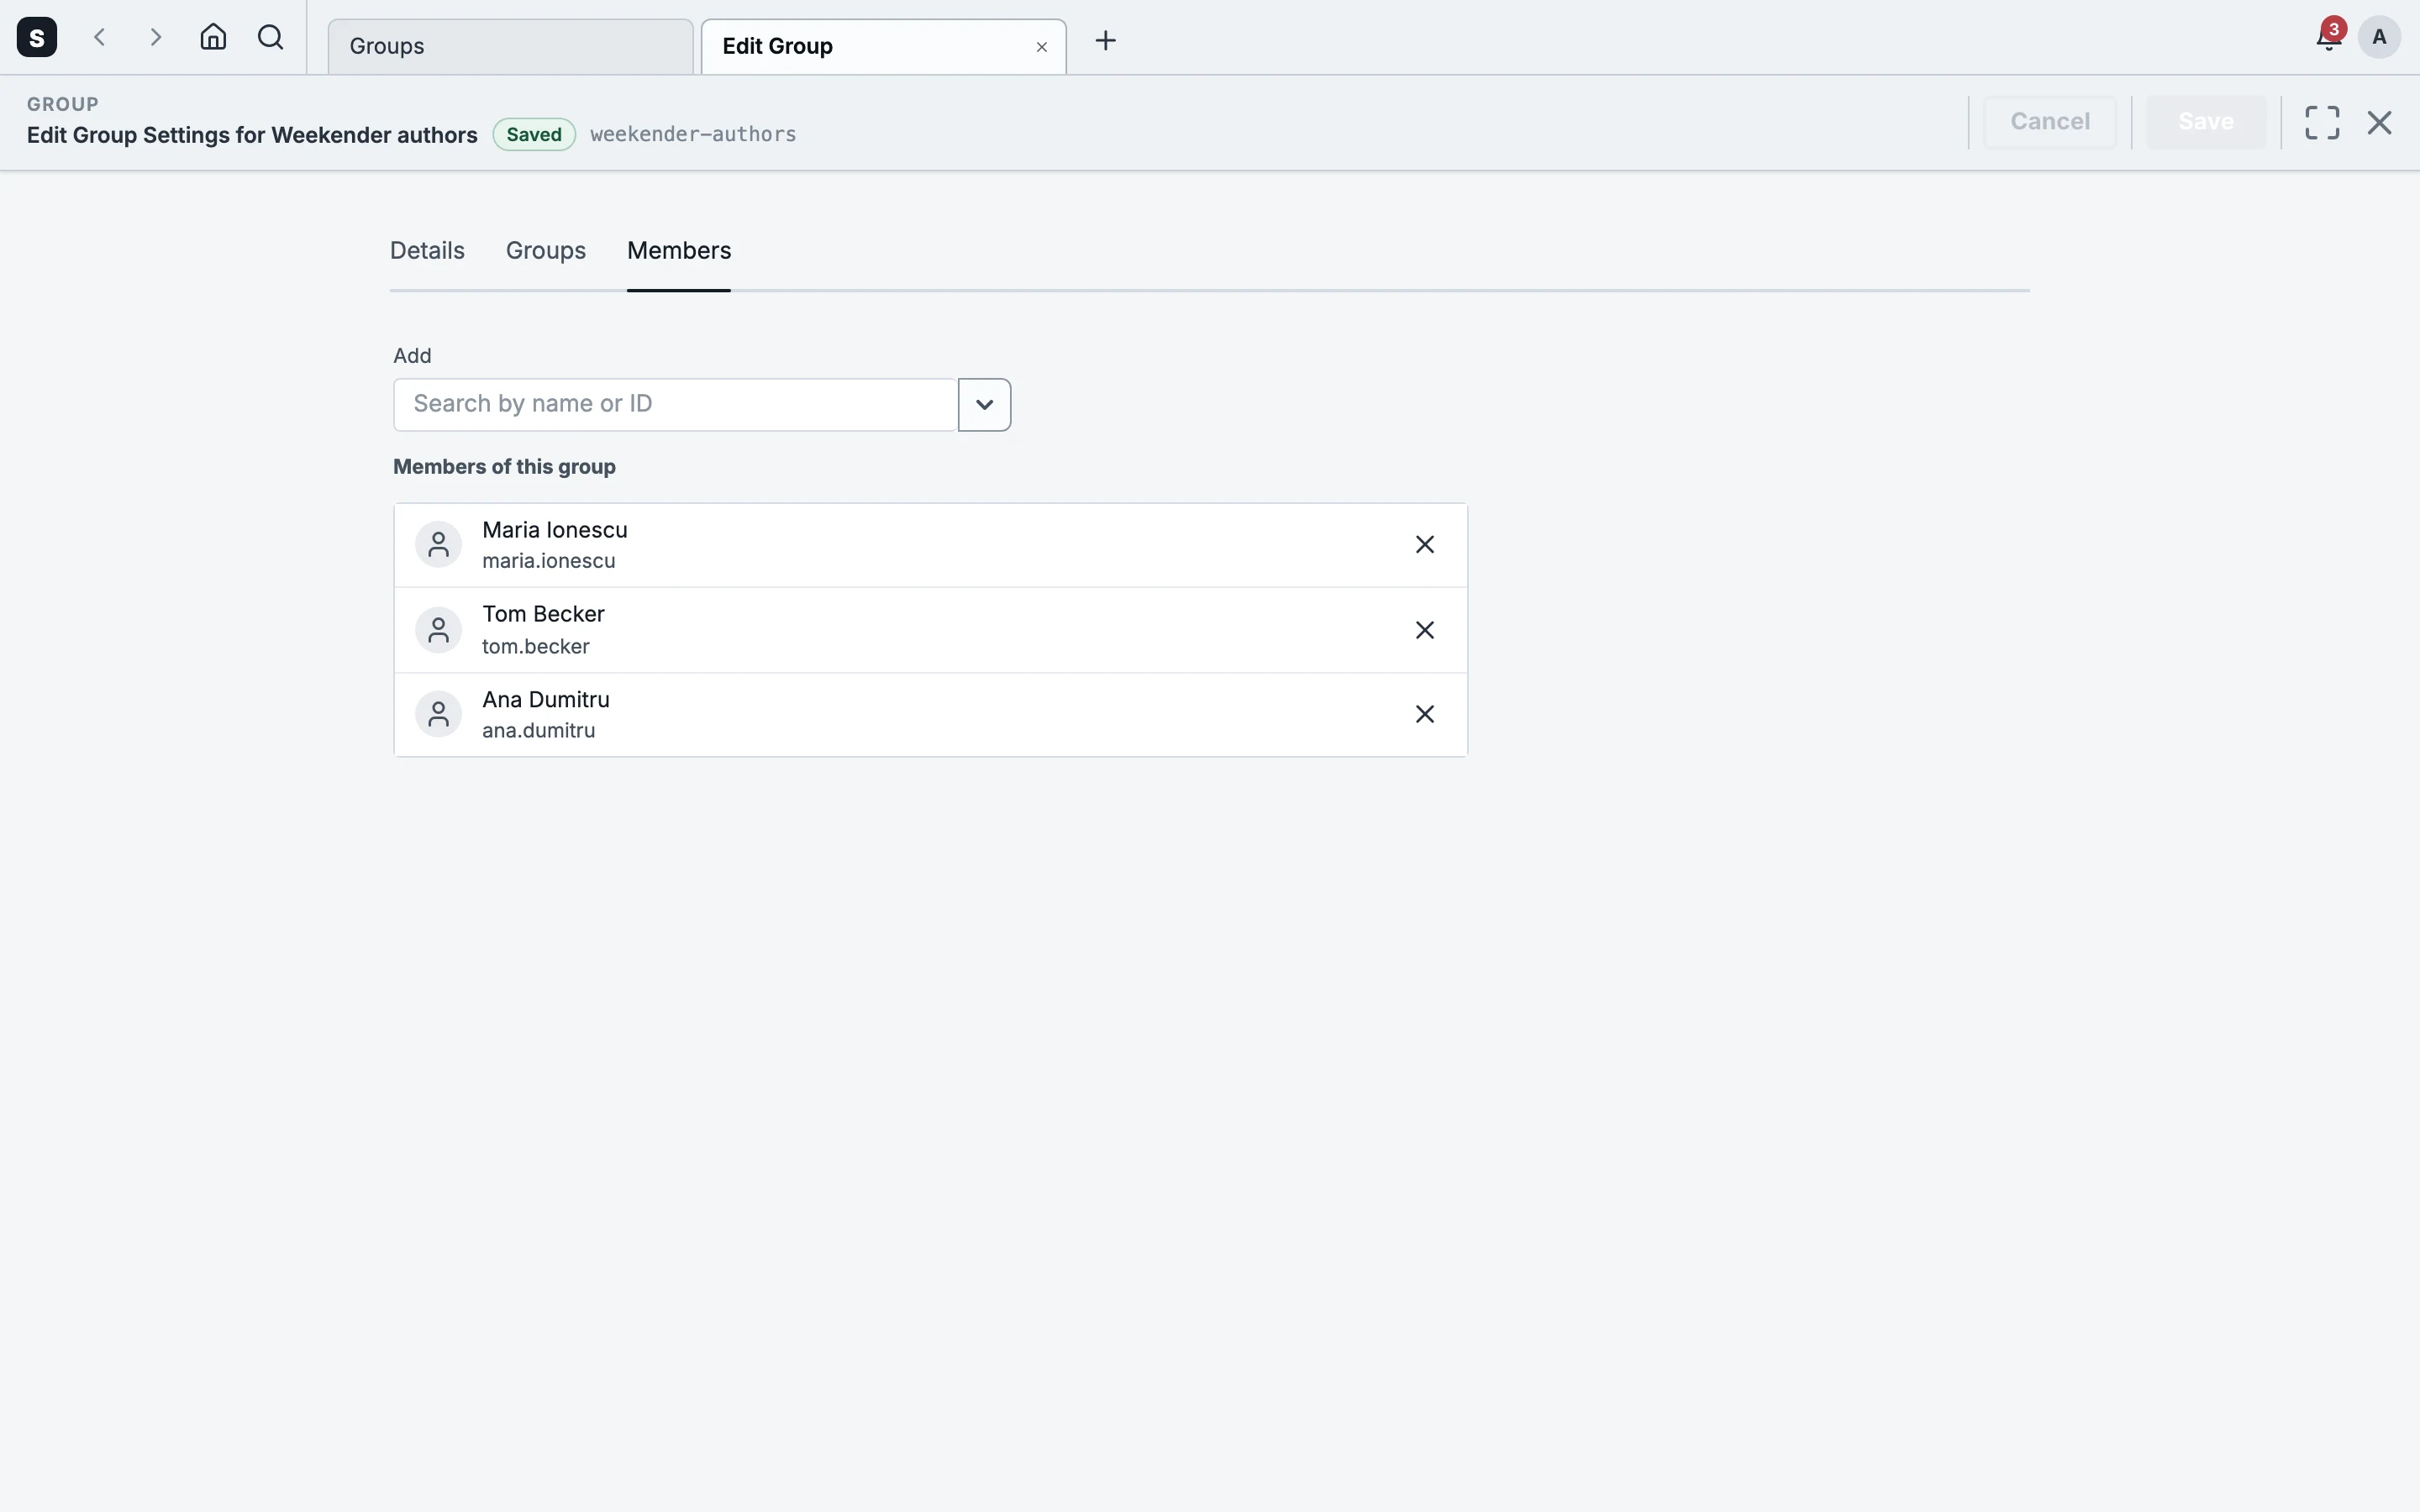 S
Groups
Edit Group
3
A
GROUP
Edit Group Settings for Weekender authors
Saved
weekender-authors
Cancel
Save
Details
Groups
Members
Add
Search by name or ID
Members of this group
Maria Ionescu
maria.ionescu
Tom Becker
tom.becker
Ana Dumitru
ana.dumitru